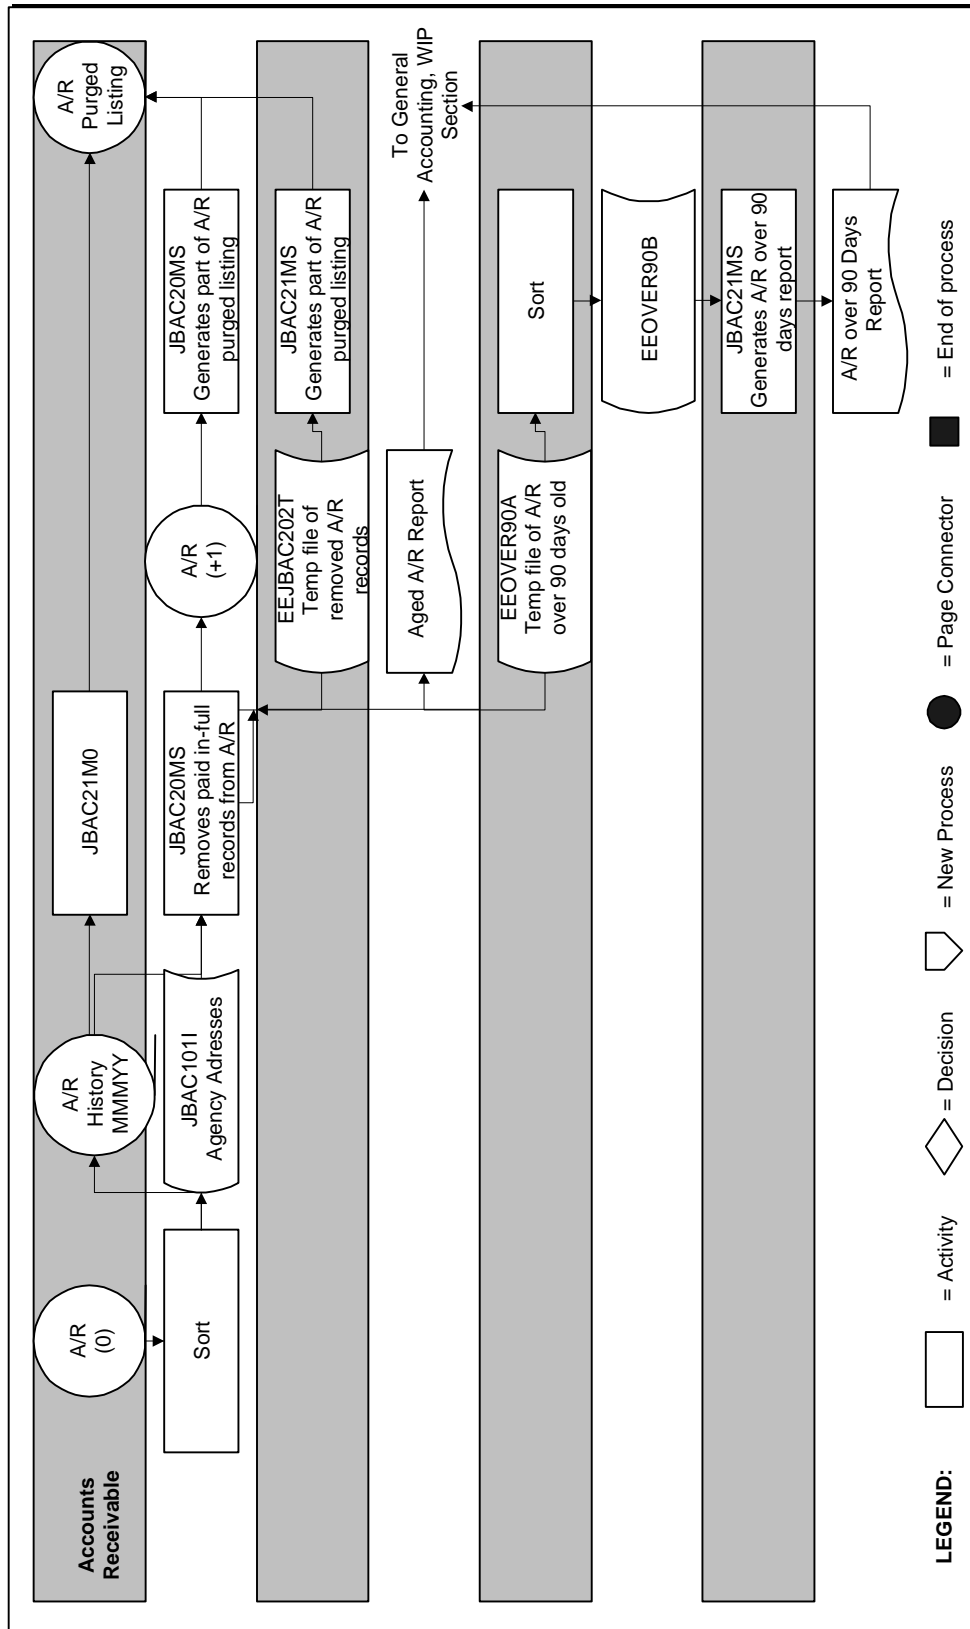 Accounts
Receivable
A/R
(0)
Sort
A/R
History
MMMYY
JBAC101I
Agency Adresses
JBAC21M0
JBAC20MS
Removes paid in-full
records from A/R
A/R
(+1)
JBAC20MS
Generates part of A/R
purged listing
A/R
Purged
Listing
EEJBAC202T
Temp file of
removed A/R
records
JBAC21MS
Generates part of A/R
purged listing
Aged A/R Report
To General
Accounting, WIP
Section
EEOVER90A
Temp file of A/R
over 90 days old
Sort
EEOVER90B
JBAC21MS
Generates A/R over 90
days report
A/R over 90 Days
Report
LEGEND:
= Activity
= Decision
= New Process
= Page Connector
= End of process